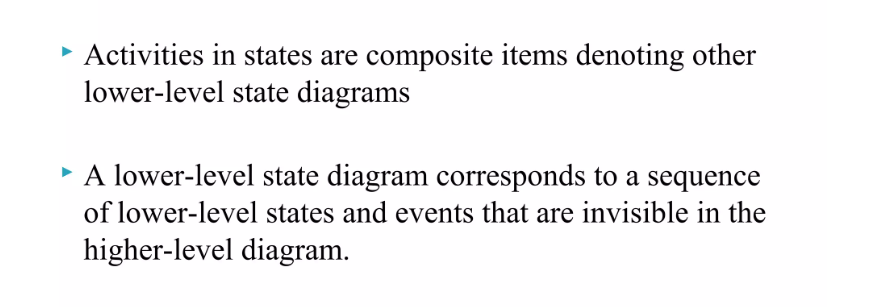 Activities in states are composite items denoting other
lower-level state diagrams
A lower-level state diagram corresponds to a sequence
of lower-level states and events that are invisible in the
higher-level diagram.